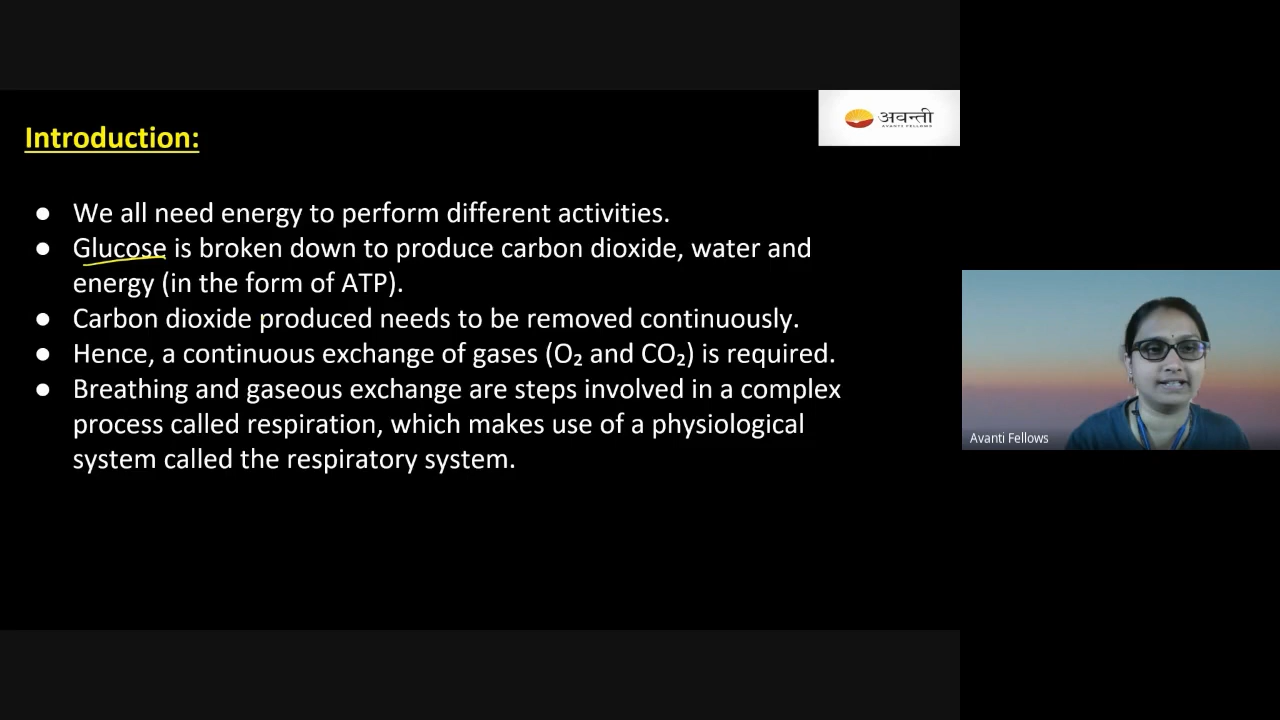 अवन्ती
AVANTI FELLOWS
Introduction:
● We all need energy to perform different activities.
● Glucose is broken down to produce carbon dioxide, water and
energy (in the form of ATP).
● Carbon dioxide produced needs to be removed continuously.
● Hence, a continuous exchange of gases (O₂ and CO₂) is required.
● Breathing and gaseous exchange are steps involved in a complex
process called respiration, which makes use of a physiological
system called the respiratory system.
Avanti Fellows